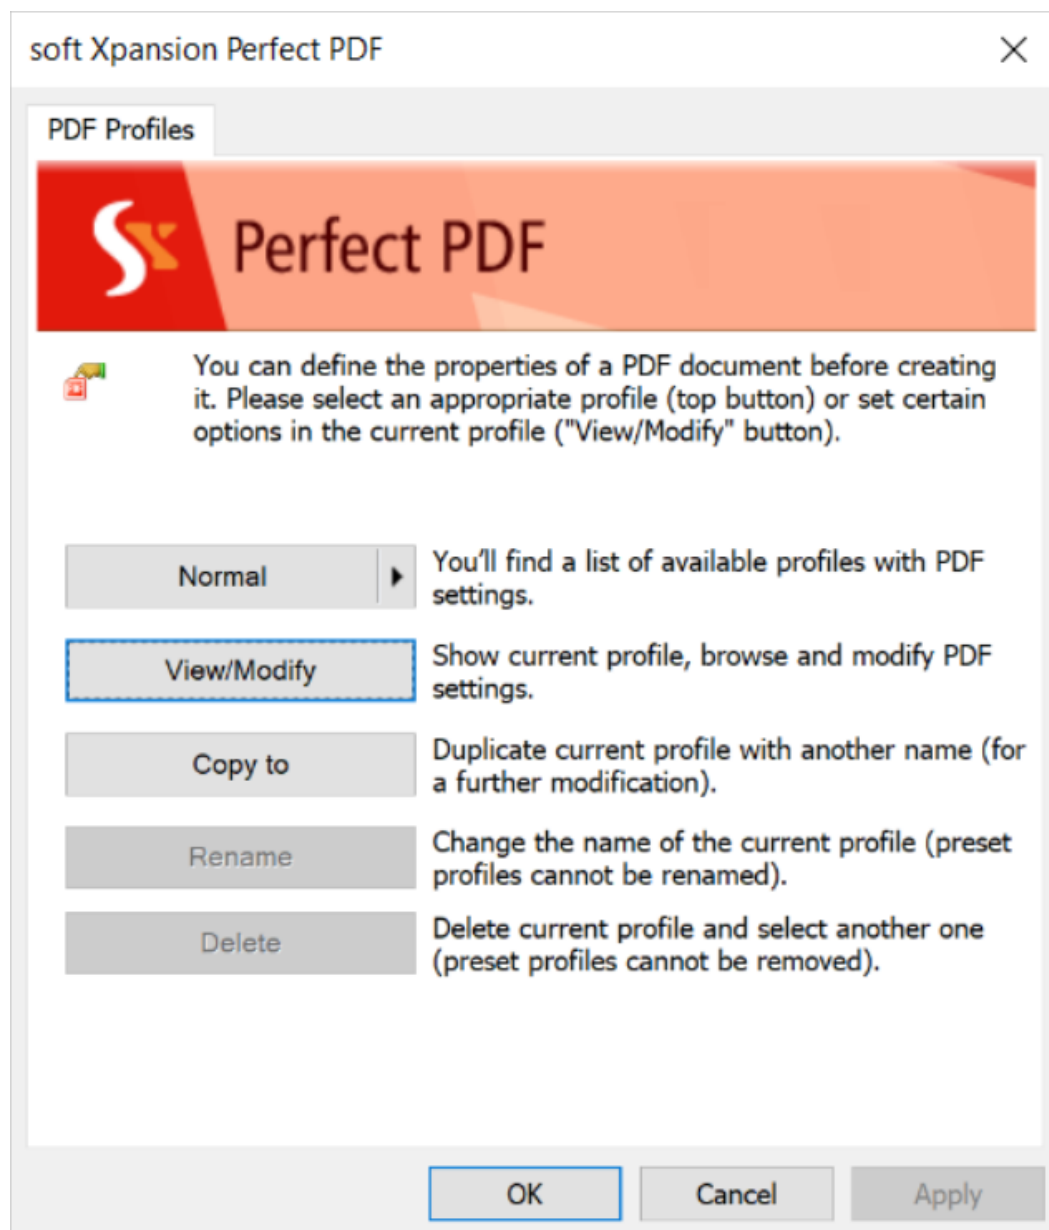 soft Xpansion Perfect PDF
PDF Profiles
Sx Perfect PDF
You can define the properties of a PDF document before creating
it. Please select an appropriate profile (top button) or set certain
options in the current profile ("View/Modify" button).
Normal
You'll find a list of available profiles with PDF
settings.
View/Modify
Show current profile, browse and modify PDF
settings.
Copy to
Duplicate current profile with another name (for
a further modification).
Rename
Change the name of the current profile (preset
profiles cannot be renamed).
Delete
Delete current profile and select another one
(preset profiles cannot be removed).
OK Cancel Apply